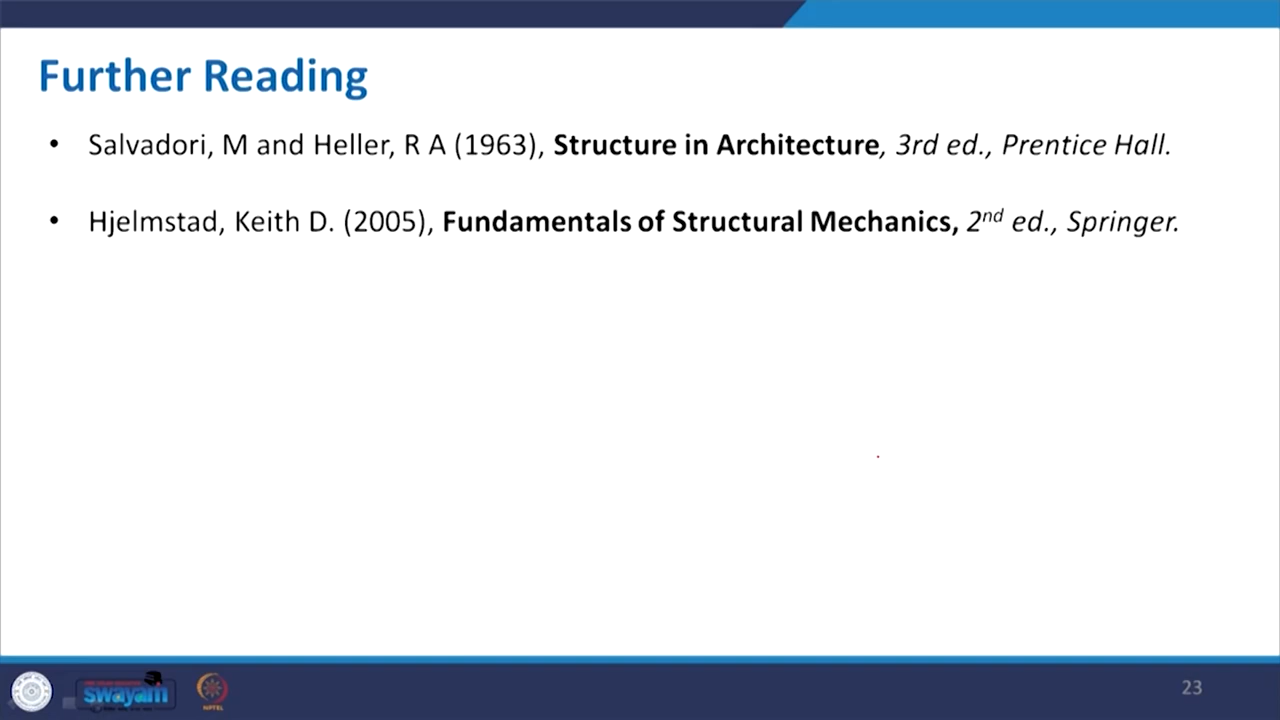 Further Reading
• Salvadori, M and Heller, R A (1963), Structure in Architecture, 3rd ed., Prentice Hall.
• Hjelmstad, Keith D. (2005), Fundamentals of Structural Mechanics, 2nd ed., Springer.
swayam
NPTEL
23